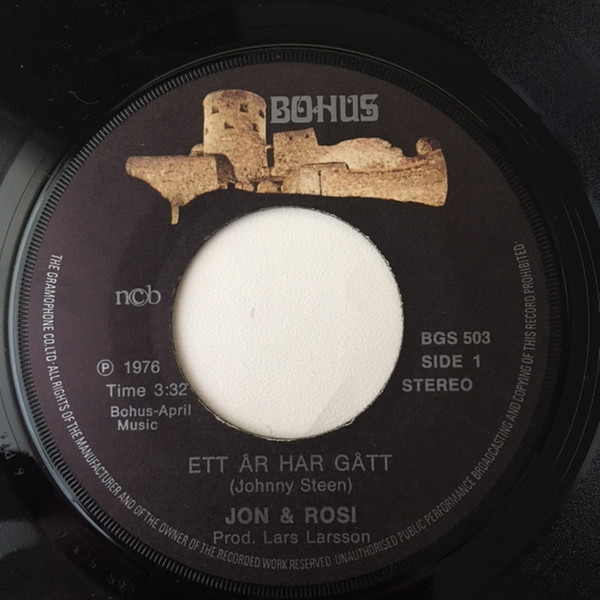 BOHUS
ncb
BGS 503
SIDE 1
STEREO
℗ 1976
Time 3:32
Bohus-April
Music
ETT ÅR HAR GÅTT
(Johnny Steen)
JON & ROSI
Prod. Lars Larsson
THE GRAMOPHONE CO. LTD. ALL RIGHTS OF THE MANUFACTURER AND OF THE OWNER OF THE RECORDED WORK RESERVED. UNAUTHORISED PUBLIC PERFORMANCE BROADCASTING AND COPYING OF THIS RECORD PROHIBITED.